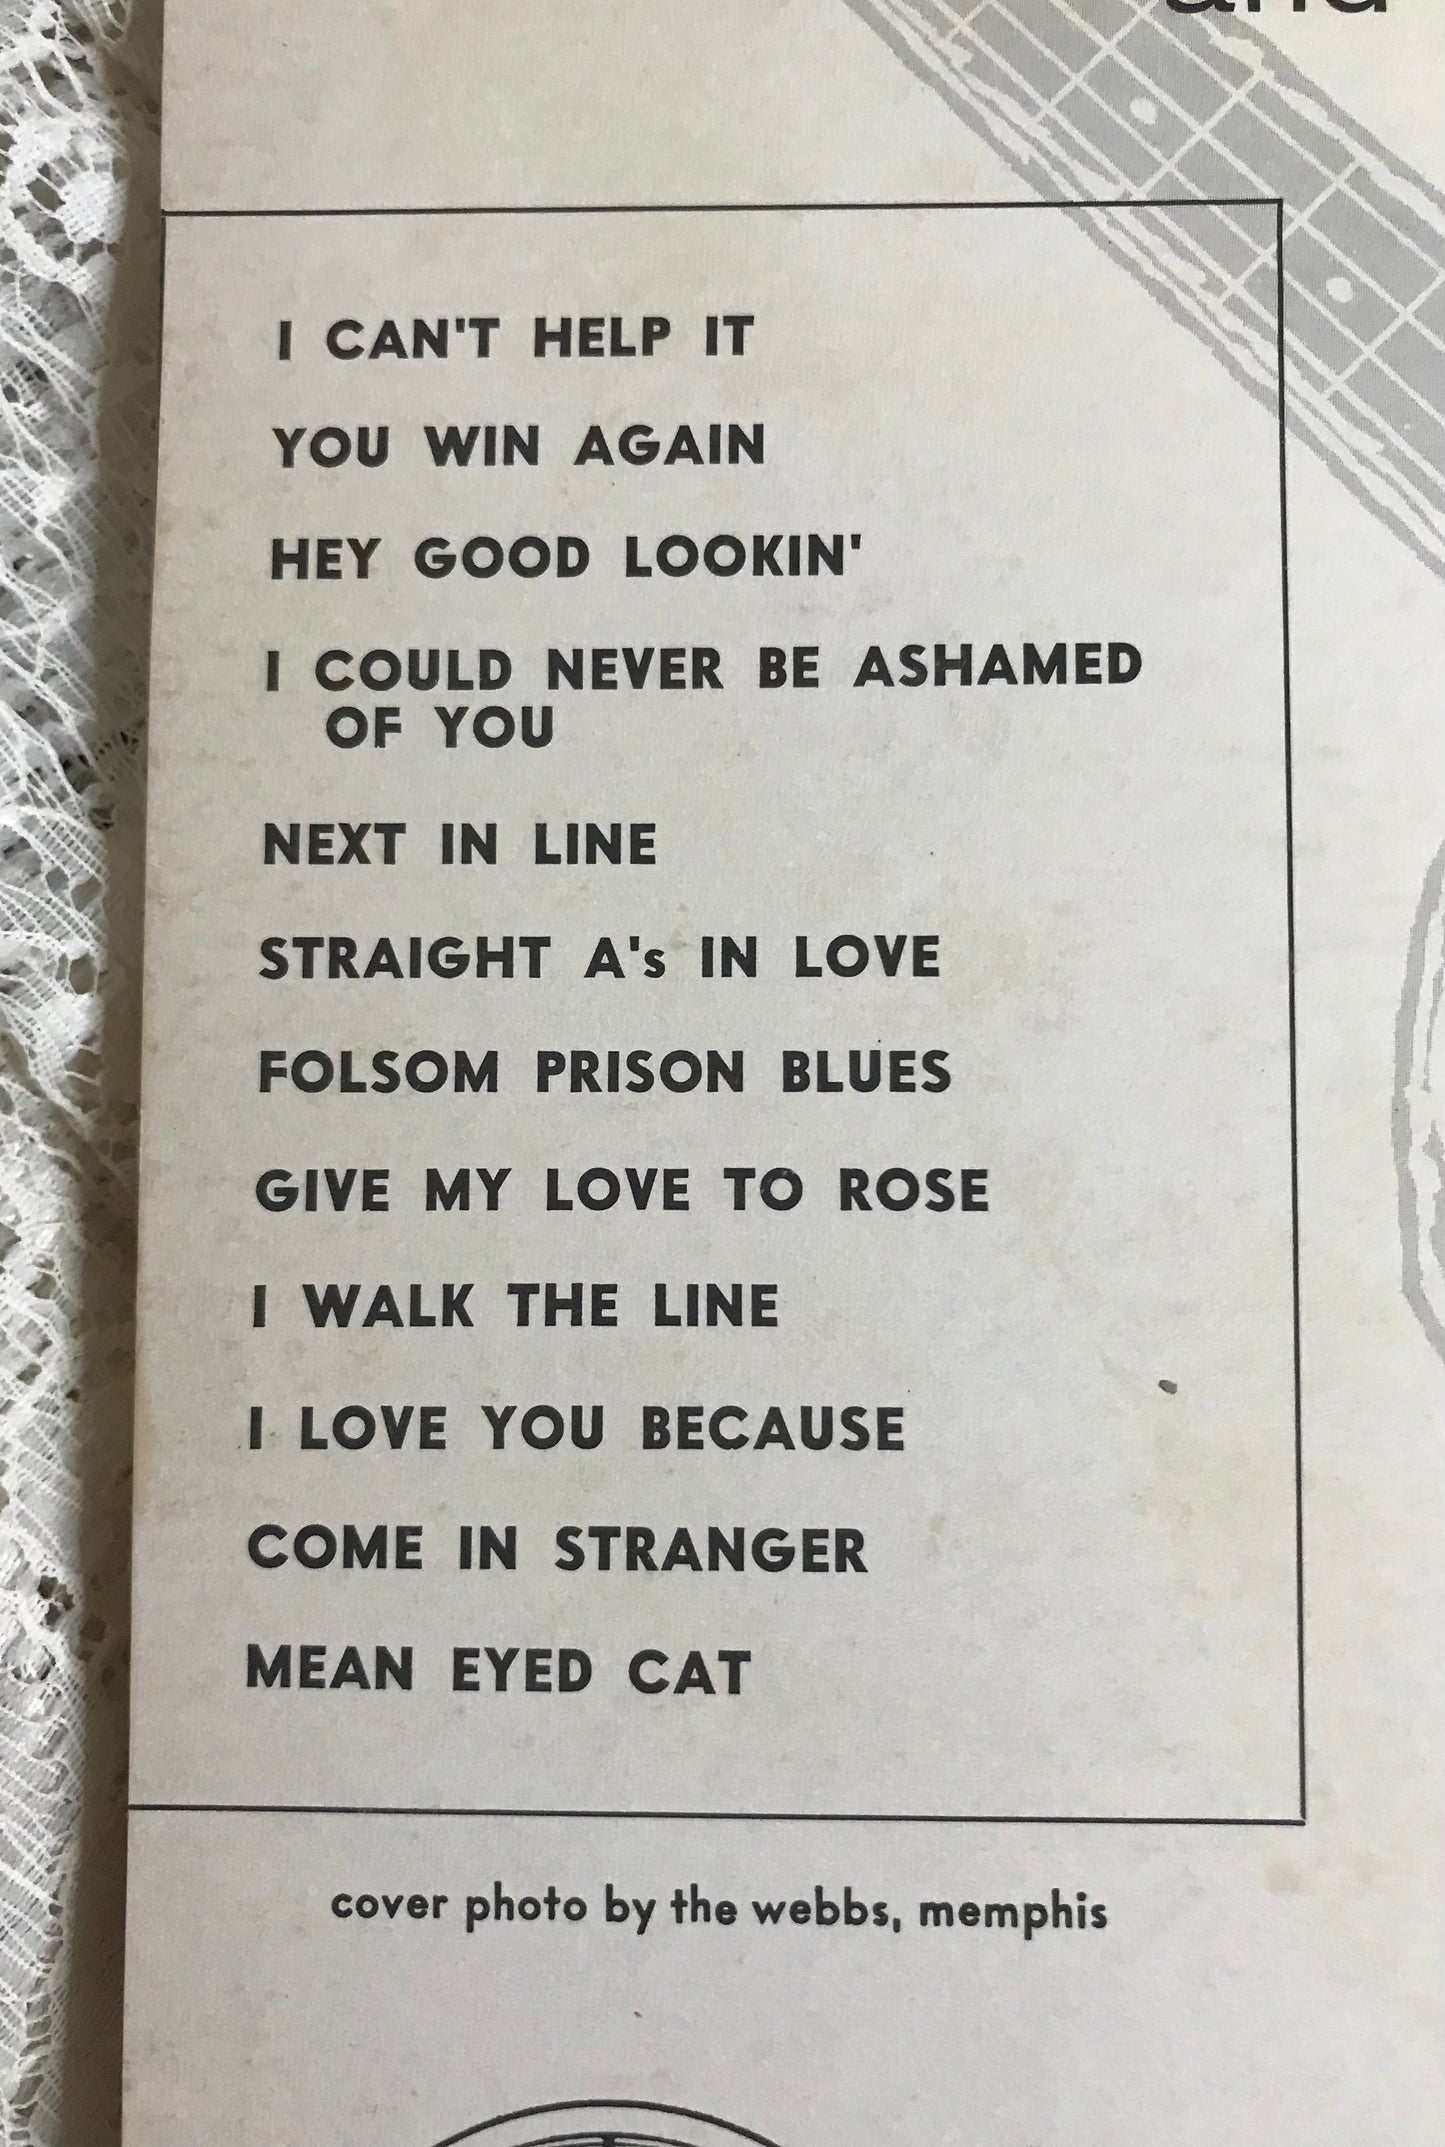 and
I CAN'T HELP IT
YOU WIN AGAIN
HEY GOOD LOOKIN'
I COULD NEVER BE ASHAMED
OF YOU
NEXT IN LINE
STRAIGHT A's IN LOVE
FOLSOM PRISON BLUES
GIVE MY LOVE TO ROSE
I WALK THE LINE
I LOVE YOU BECAUSE
COME IN STRANGER
MEAN EYED CAT
cover photo by the webbs, memphis